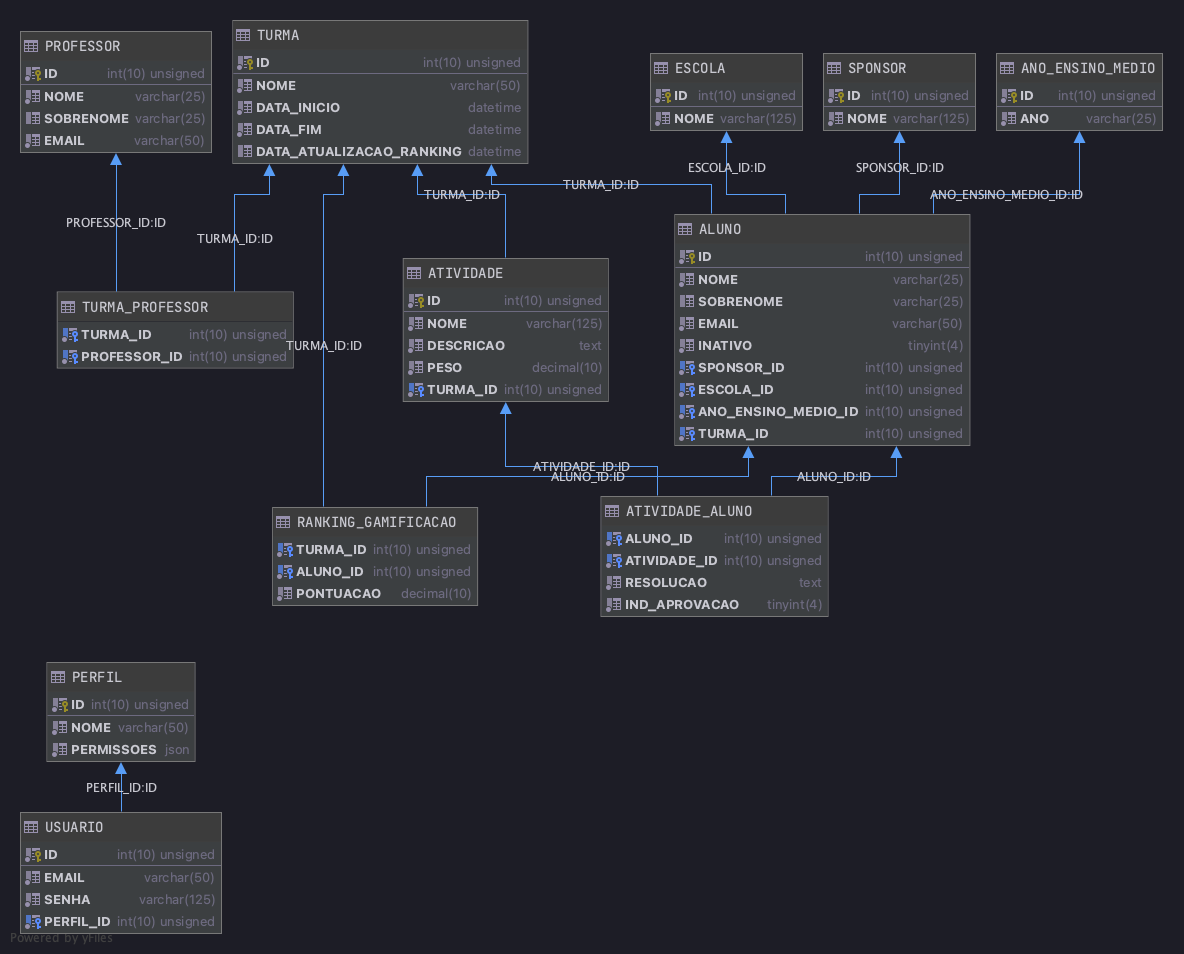 PROFESSOR
ID int(10) unsigned
NOME varchar(25)
SOBRENOME varchar(25)
EMAIL varchar(50)
TURMA
ID int(10) unsigned
NOME varchar(50)
DATA_INICIO datetime
DATA_FIM datetime
DATA_ATUALIZACAO_RANKING datetime
ESCOLA
ID int(10) unsigned
NOME varchar(125)
SPONSOR
ID int(10) unsigned
NOME varchar(125)
ANO_ENSINO_MEDIO
ID int(10) unsigned
ANO varchar(25)
PROFESSOR_ID:ID
TURMA_ID:ID
TURMA_ID:ID
TURMA_ID:ID
TURMA_ID:ID
ESCOLA_ID:ID
SPONSOR_ID:ID
ANO_ENSINO_MEDIO_ID:ID
TURMA_PROFESSOR
TURMA_ID int(10) unsigned
PROFESSOR_ID int(10) unsigned
ATIVIDADE
ID int(10) unsigned
NOME varchar(125)
DESCRICAO text
PESO decimal(10)
TURMA_ID int(10) unsigned
ALUNO
ID int(10) unsigned
NOME varchar(25)
SOBRENOME varchar(25)
EMAIL varchar(50)
INATIVO tinyint(4)
SPONSOR_ID int(10) unsigned
ESCOLA_ID int(10) unsigned
ANO_ENSINO_MEDIO_ID int(10) unsigned
TURMA_ID int(10) unsigned
ATIVIDADE_ID:ID
ALUNO_ID:ID
ALUNO_ID:ID
RANKING_GAMIFICACAO
TURMA_ID int(10) unsigned
ALUNO_ID int(10) unsigned
PONTUACAO decimal(10)
ATIVIDADE_ALUNO
ALUNO_ID int(10) unsigned
ATIVIDADE_ID int(10) unsigned
RESOLUCAO text
IND_APROVACAO tinyint(4)
PERFIL
ID int(10) unsigned
NOME varchar(50)
PERMISSOES json
PERFIL_ID:ID
USUARIO
ID int(10) unsigned
EMAIL varchar(50)
SENHA varchar(125)
PERFIL_ID int(10) unsigned
Powered by yFiles